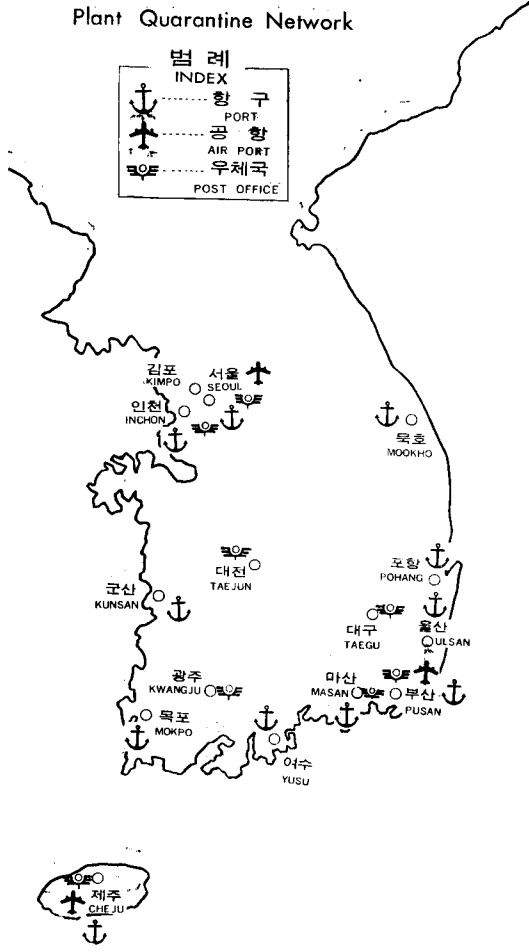 Plant Quarantine Network
범 례
INDEX
항 구
PORT
공 항
AIR PORT
우체국
POST OFFICE
김포
KIMPO
서울
SEOUL
인천
INCHON
묵호
MOOKHO
대전
TAEJUN
포항
POHANG
군산
KUNSAN
대구
TAEGU
울산
ULSAN
광주
KWANGJU
마산
MASAN
부산
PUSAN
목포
MOKPO
여수
YUSU
제주
CHEJU